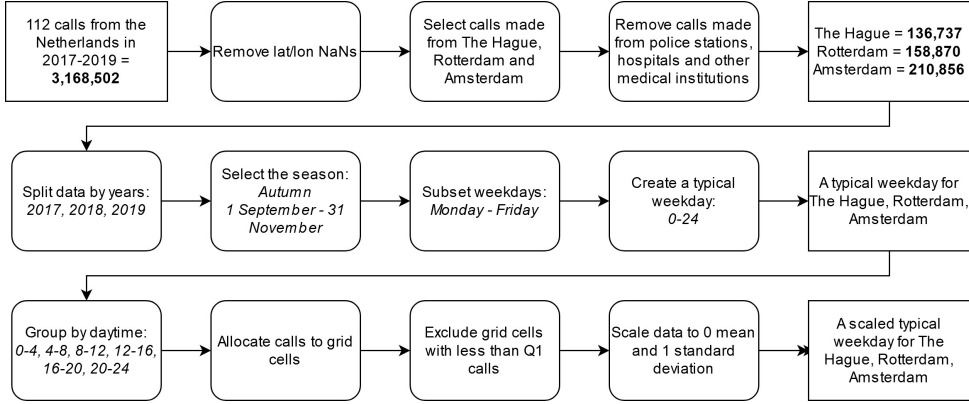 112 calls from the
Netherlands in
2017-2019 =
3,168,502
Remove lat/lon NaNs
Select calls made
from The Hague,
Rotterdam and
Amsterdam
Remove calls made
from police stations,
hospitals and other
medical institutions
The Hague = 136,737
Rotterdam = 158,870
Amsterdam = 210,856
Split data by years:
2017, 2018, 2019
Select the season:
Autumn
1 September - 31
November
Subset weekdays:
Monday - Friday
Create a typical
weekday:
0-24
A typical weekday for
The Hague, Rotterdam,
Amsterdam
Group by daytime:
0-4, 4-8, 8-12, 12-16,
16-20, 20-24
Allocate calls to grid
cells
Exclude grid cells
with less than Q1
calls
Scale data to 0 mean
and 1 standard
deviation
A scaled typical
weekday for The
Hague, Rotterdam,
Amsterdam